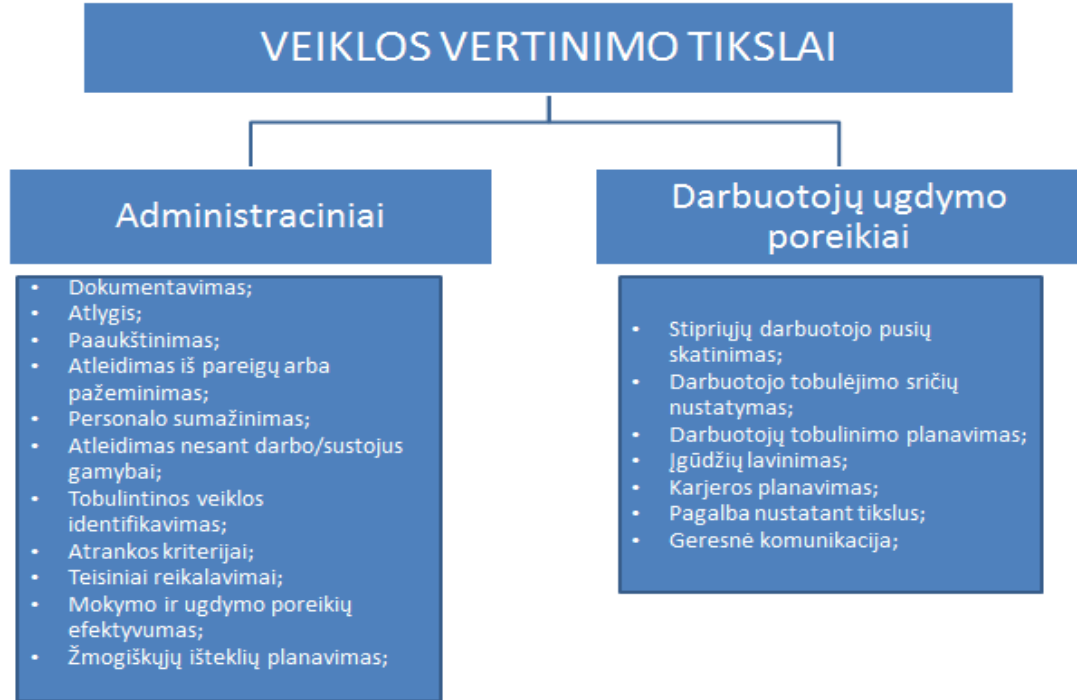 VEIKLOS VERTINIMO TIKSLAI
Administraciniai
• Dokumentavimas;
• Atlygis;
• Paaukštinimas;
• Atleidimas iš pareigų arba
pažeminimas;
• Personalo sumažinimas;
• Atleidimas nesant darbo/sustojus
gamybai;
• Tobulintinos veiklos
identifikavimas;
• Atrankos kriterijai;
• Teisiniai reikalavimai;
• Mokymo ir ugdymo poreikių
efektyvumas;
• Žmogiškųjų išteklių planavimas;
Darbuotojų ugdymo
poreikiai
• Stipriųjų darbuotojo pusių
skatinimas;
• Darbuotojo tobulėjimo sričių
nustatymas;
• Darbuotojų tobulinimo planavimas;
• Įgūdžių lavinimas;
• Karjeros planavimas;
• Pagalba nustatant tikslus;
• Geresnė komunikacija;